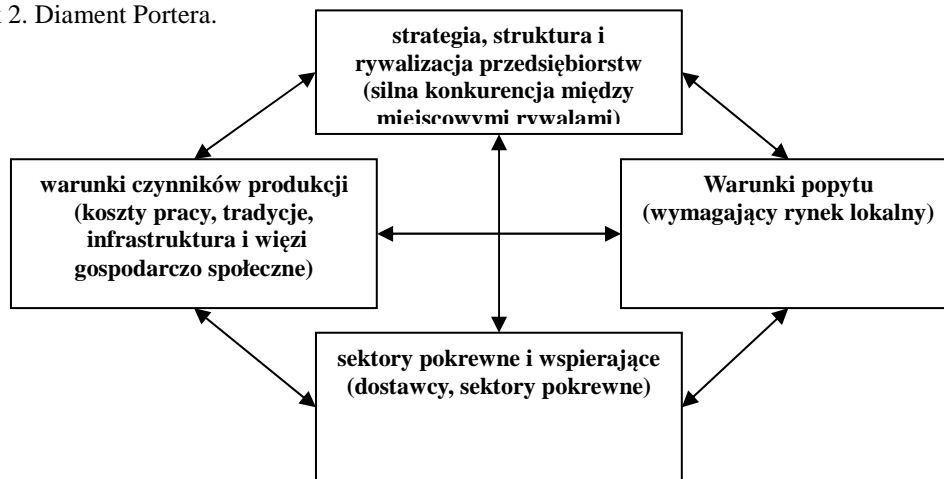 2. Diament Portera.
strategia, struktura i
rywalizacja przedsiębiorstw
(silna konkurencja między
miejscowymi rywalami)
warunki czynników produkcji
(koszty pracy, tradycje,
infrastruktura i więzi
gospodarczo społeczne)
Warunki popytu
(wymagający rynek lokalny)
sektory pokrewne i wspierające
(dostawcy, sektory pokrewne)